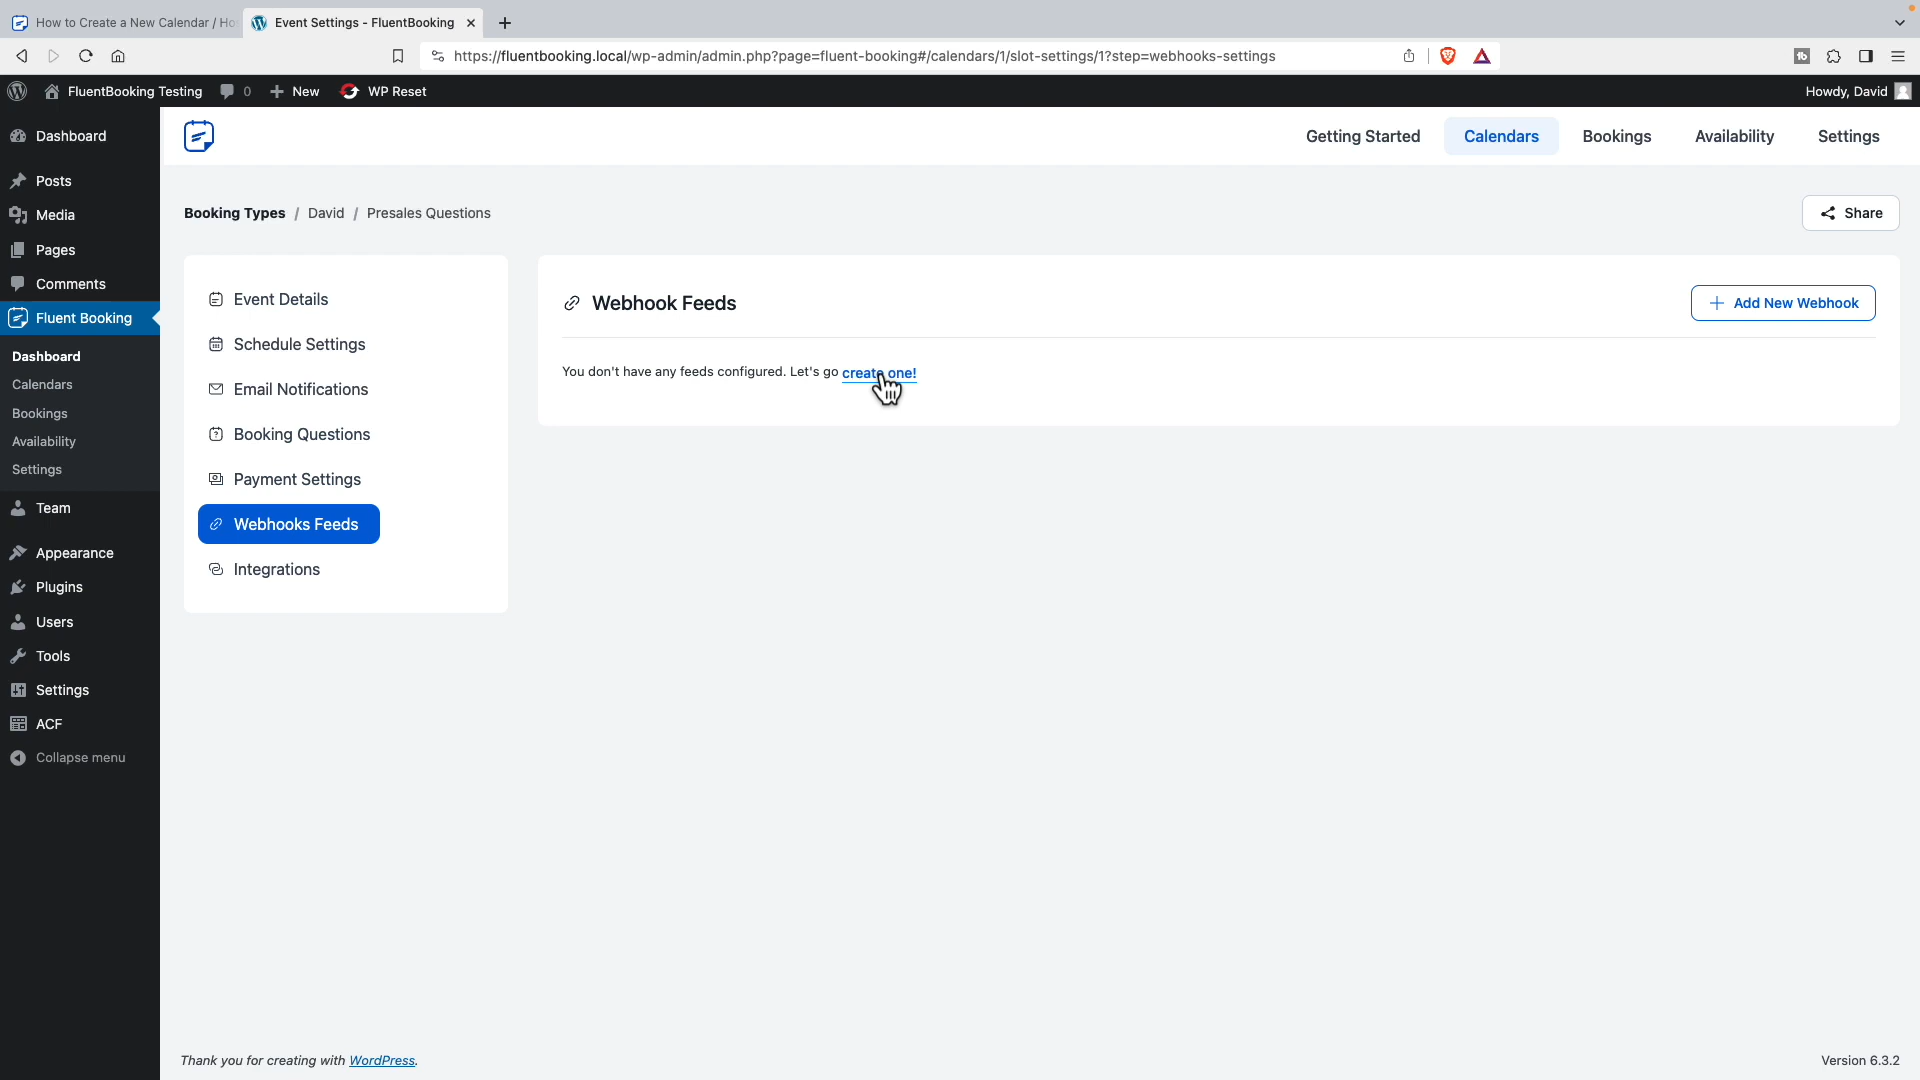 How to Create a New Calendar / Ho
Event Settings - FluentBooking
https://fluentbooking.local/wp-admin/admin.php?page=fluent-booking#/calendars/1/slot-settings/1?step=webhooks-settings
FluentBooking Testing
0
New
WP Reset
Howdy, David
Dashboard
Posts
Media
Pages
Comments
Fluent Booking
Dashboard
Calendars
Bookings
Availability
Settings
Team
Appearance
Plugins
Users
Tools
Settings
ACF
Collapse menu
Getting Started
Calendars
Bookings
Availability
Settings
Booking Types / David / Presales Questions
Share
Event Details
Schedule Settings
Email Notifications
Booking Questions
Payment Settings
Webhooks Feeds
Integrations
Webhook Feeds
+ Add New Webhook
You don't have any feeds configured. Let's go create one!
Thank you for creating with WordPress.
Version 6.3.2